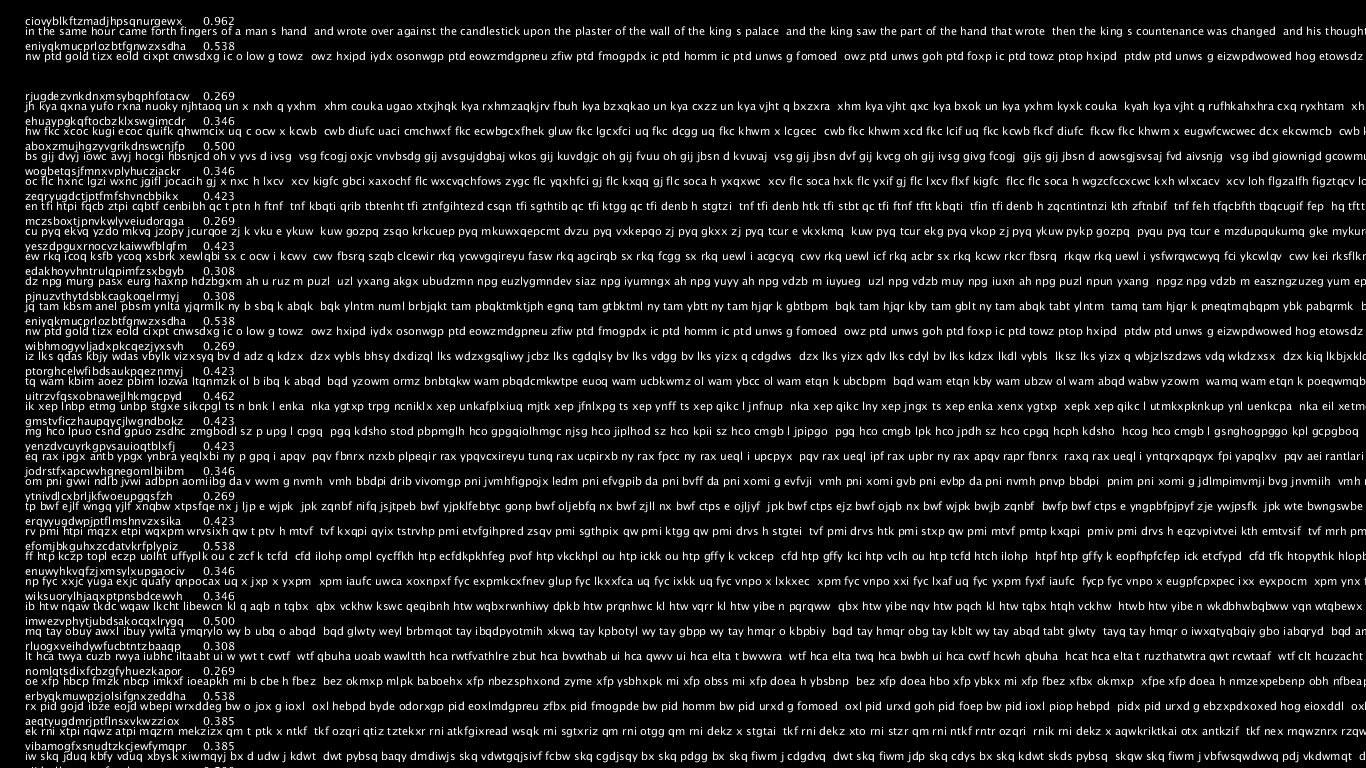 ciovyblkftzmadjhpsqnurgewx 0.962
in the same hour came forth fingers of a man s hand and wrote over against the candlestick upon the plaster of the wall of the king s palace and the king saw the part of the hand that wrote then the king s countenance was changed and his thought
eniyqkmucprlozbtfgnwzxsdha 0.538
nw ptd gold tizx eold cixpt cnwsdxg ic o low g towz owz hxipd iydx osonwgp ptd eowzmdgpneu zfiw ptd fmogpdx ic ptd homm ic ptd unws g fomoed owz ptd unws goh ptd foxp ic ptd towz ptop hxipd ptdw ptd unws g eizwpdwowed hog etowsdz
rjugdezvnkdnxmsybqphfotacw 0.269
jh kya qxna yufo rxna nuoky njhtaoq un x nxh q yxhm xhm couka ugao xtxjhqk kya rxhmzaqkjrv fbuh kya bzxqkao un kya cxzz un kya vjht q bxzxra xhm kya vjht qxc kya bxok un kya yxhm kyxk couka kyah kya vjht q rufhkahxhra cxq ryxhtam xh
ehuaypgkftocbzklxswgimcdr 0.346
hw fkc xcoc kugi ecoc quifk qhwmcix uq c ocw x kcwb cwb diufc uaci cmchwxf fkc ecwbgcxfhek gluw fkc lgcxfci uq fkc dcgg uq fkc khwm x lcgcec cwb fkc khwm xcd fkc lcif uq fkc kcwb fkcf diufc fkcw fkc khwm x eugwfcwcwec dcx ekcwmcb cwb k
aboxzmujhgzyvgrikdnswcnjfp 0.500
bs gij dvyj iowc avyj hocgi hbsnjcd oh v yvs d ivsg vsg fcogj oxjc vnvbsdg gij avsgujdgbaj wkos gij kuvdgjc oh gij fvuu oh gij jbsn d kvuvaj vsg gij jbsn dvf gij kvcg oh gij ivsg givg fcogj gijs gij jbsn d aowsgjsvsaj fvd aivsnjg vsg ibd giownigd gcowmu
wogbetqsjfmnxvplyhucziackr 0.346
oc flc hxnc lgzi wxnc jgifl jocacih gj x nxc h lxcv xcv kigfc gbci xaxochf flc wxcvqchfows zygc flc yqxhfci gj flc kxqq gj flc soca h yxqxwc xcv flc soca hxk flc yxif gj flc lxcv flxf kigfc flcc flc soca h wgzcfccxcwc kxh wlxcacv xcv loh flgzalfh figztqcv lo
zeqryugdctjptfmfshvncbbikx 0.423
en tfi htpi fqcb ztpi cqbtf cenbibh qc t ptn h ftnf tnf kbqti qrib tbtenht tfi ztnfgihtezd csqn tfi sgthtib qc tfi ktgg qc tfi denb h stgtzi tnf tfi denb htk tfi stbt qc tfi ftnf tftt kbqti tfin tfi denb h zqcntintnzi kth zftnbif tnf feh tfqcbfth tbqcugif fep hq tftt
mczsboxtjpnvkwlyveiudorqga 0.269
cu pyq ekvq yzdo mkvq jzopy jcurqoe zj k vku e ykuw kuw gozpq zsqo krkcuep pyq mkuwxqepcmt dvzu pyq vxkepqo zj pyq gkxx zj pyq tcur e vkxkmq kuw pyq tcur ekg pyq vkop zj pyq ykuw pykp gozpq pyqu pyq tcur e mzdupqukumq gke mykur
yeszdpguxrnocvzkaiwwfblqfm 0.423
ew rkq icoq ksfb ycoq xsbrk xewlqbi sx c ocw i kcwv cwv fbsrq szqb clcewir rkq ycwvgqireyu fasw rkq agcirqb sx rkq fcgg sx rkq uewl i acgcyq cwv rkq uewl icf rkq acbr sx rkq kcwv rkcr fbsrq rkqw rkq uewl i ysfwrqwcwyq fci ykcwlqv cwv kei rksflkr
edakhoyvhntrulqpimfzsxbgyb 0.308
dz npg murg pasx eurg haxnp hdzbgxm ah u ruz m puzl uzl yxang akgx ubudzmn npg euzlygmndev siaz npg iyumngx ah npg yuyy ah npg vdzb m iuyueg uzl npg vdzb muy npg iuxn ah npg puzl npun yxang npgz npg vdzb m easzngzuzeg yum ep
pjnuzvthytdsbkcagkoqelrmyj 0.308
jq tam kbsm anel pbsm ynlta yjqrmlk ny b sbq k abqk bqk ylntm numl brbjqkt tam pbqktmktjph egnq tam gtbktml ny tam ybtt ny tam hjqr k gbtbpm bqk tam hjqr kby tam gblt ny tam abqk tabt ylntm tamq tam hjqr k pneqtmqbqpm ybk pabqrmk b
eniyqkmucprlozbtfgnwzxsdha 0.538
nw ptd gold tizx eold cixpt cnwsdxg ic o low g towz owz hxipd iydx osonwgp ptd eowzmdgpneu zfiw ptd fmogpdx ic ptd homm ic ptd unws g fomoed owz ptd unws goh ptd foxp ic ptd towz ptop hxipd ptdw ptd unws g eizwpdwowed hog etowsdz
wibhmogyvljadxpkcqezjyxsvh 0.269
iz lks qdas kbjy wdas vbylk vizxsyq bv d adz q kdzx dzx vybls bhsy dxdizql lks wdzxgsqliwy jcbz lks cgdqlsy bv lks vdgg bv lks yizx q cdgdws dzx lks yizx qdv lks cdyl bv lks kdzx lkdl vybls lksz lks yizx q wbjzlszdzws vdq wkdzxsx dzx kiq lkbjxklq
ptorghcelwfibdsaukpqeznmyj 0.423
tq wam kbim aoez pbim lozwa ltqnmzk ol b ibq k abqd bqd yzowm ormz bnbtqkw wam pbqdcmkwtpe euoq wam ucbkwmz ol wam ybcc ol wam etqn k ubcbpm bqd wam etqn kby wam ubzw ol wam abqd wabw yzowm wamq wam etqn k poeqwmqb
uitrzvfqsxobnawejlhkmgcpyd 0.462
ik xep lnbp etmg unbp stgxe sikcpgl ts n bnk l enka nka ygtxp trpg ncniklx xep unkafplxiuq mjtk xep jfnlxpg ts xep ynff ts xep qikc l jnfnup nka xep qikc lny xep jngx ts xep enka xenx ygtxp xepk xep qikc l utmkxpknkup ynl uenkcpa nka eil xetm
gmstvficzhaupqycjlwgndbokz 0.423
mg hco lpuo csnd gpuo zsdhc zmgbodl sz p upg l cpgq pgq kdsho stod pbpmglh hco gpgqiolhmgc njsg hco jiplhod sz hco kpii sz hco cmgb l jpipgo pgq hco cmgb lpk hco jpdh sz hco cpgq hcph kdsho hcog hco cmgb l gsnghogpggo kpl gcpgboq
yenzdvcuyrkgpvsauioqtblxfj 0.423
eq rax ipgx antb ypgx ynbra yeqlxbi ny p gpq i apqv pqv fbnrx nzxb plpeqir rax ypqvcxireyu tunq rax ucpirxb ny rax fpcc ny rax ueql i upcpyx pqv rax ueql ipf rax upbr ny rax apqv rapr fbnrx raxq rax ueql i yntqrxqpqyx fpi yapqlxv pqv aei rantlari
jodrstfxapcwvhgnegomlbiibm 0.346
om pni gvwi ndlb jvwi adbpn aomiibg da v wvm g nvmh vmh bbdpi drib vivomgp pni jvmhfigpojx ledm pni efvgpib da pni bvff da pni xomi g evfvji vmh pni xomi gvb pni evbp da pni nvmh pnvp bbdpi pnim pni xomi g jdlmpimvmji bvg jnvmiih vmh n
ytnivdlcxbrljkfwoeupgqsfzh 0.269
tp bwf ejlf wngq yjlf xnqbw xtpsfqe nx j ljp e wjpk jpk zqnbf nifq jsjtpeb bwf yjpklfebtyc gonp bwf oljebfq nx bwf zjll nx bwf ctps e ojljyf jpk bwf ctps ejz bwf ojqb nx bwf wjpk bwjb zqnbf bwfp bwf ctps e yngpbfpjpyf zje ywjpsfk jpk wte bwngswbe
erqyyugdwpjptflmshnvzxsika 0.423
rv pmi htpi mqzx etpi wqxpm wrvsixh qw t ptv h mtvf tvf kxqpi qyix tstrvhp pmi etvfgihpred zsqv pmi sgthpix qw pmi ktgg qw pmi drvs h stgtei tvf pmi drvs htk pmi stxp qw pmi mtvf pmtp kxqpi pmiv pmi drvs h eqzvpivtvei kth emtvsif tvf mrh pm
efomjbkguhxzcdatvkrfplypiz 0.538
ff htp kczp topl eczp uolht uffyplk ou c zcf k tcfd cfd ilohp ompl cycffkh htp ecfdkpkhfeg pvof htp vkckhpl ou htp ickk ou htp gffy k vckcep cfd htp gffy kci htp vclh ou htp tcfd htch ilohp htpf htp gffy k eopfhpfcfep ick etcfypd cfd tfk htopythk hlop
enuwyhkvqfzjxmsylxupgaociv 0.346
np fyc xxjc yuga exjc quafy qnpocax uq x jxp x yxpm xpm iaufc uwca xoxnpxf fyc expmkcxfnev glup fyc lkxxfca uq fyc ixkk uq fyc vnpo x lxkxec xpm fyc vnpo xxi fyc lxaf uq fyc yxpm fyxf iaufc fycp fyc vnpo x eugpfcpxpec ixx eyxpocm xpm ynx f
wiksuorylhjaqxptpnsbdcewvh 0.346
ib htw nqaw tkdc wqaw lkcht libewcn kl q aqb n tqbx qbx vckhw kswc qeqibnh htw wqbxrwnhiwy dpkb htw prqnhwc kl htw vqrr kl htw yibe n pqrqww qbx htw yibe nqv htw pqch kl htw tqbx htqh vckhw htwb htw yibe n wkdbhwbqbww vqn wtqbewx
imwezvphytjubdsakocqxlrygq 0.500
mq tay obuy awxl ibuy ywlta ymqrylo wy b ubq o abqd bqd glwty weyl brbmqot tay ibqdpyotmih xkwq tay kpbotyl wy tay gbpp wy tay hmqr o kbpbiy bqd tay hmqr obg tay kblt wy tay abqd tabt glwty tayq tay hmqr o iwxqtyqbqiy gbo iabqryd bqd am
rluogxveihdywfucbtntzbaaqp 0.308
lt hca twya cuzb rwya iubhc iltaabt ui w ywt t cwtf wtf qbuha uoab wawltth hca rwtfvathlre zbut hca bvwthab ui hca qwvv ui hca elta t bwvwra wtf hca elta twq hca bwbh ui hca cwtf hcwh qbuha hcat hca elta t ruzthatwtra qwt rcwtaaf wtf clt hcuzacht
nomlqtsdixfcbzgfyhuezkapor 0.269
oe xfp hbcp fmzk nbcp imkxf ioeapkh mi b cbe h fbez bez okmxp mlpk baboehx xfp nbezsphxond zyme xfp ysbhxpk mi xfp obss mi xfp doea h ybsbnp bez xfp doea hbo xfp ybkx mi xfp fbez xfbx okmxp xfpe xfp doea h nmzexpebenp obh nfbeap
erbyqkmuwpzjolsifgnxzeddha 0.538
rx pid gojd ibze eojd wbepi wrxdeg bw o jox g ioxl oxl hebpd byde odorxgp pid eoxlmdgpreu zfbx pid fmogpde bw pid homm bw pid urxd g fomoed oxl pid urxd goh pid foep bw pid ioxl piop hebpd pidx pid urxd g ebzxpdxoxed hog eioxddl oxl
aeqtyugdmrjptflnsxvkwzziox 0.385
ek rni xtpi nqwz atpi mqzrn mekzizx qm t ptk x ntkf tkf ozqri qtiz tztekxr rni atkfgixread wsqk rni sgtxriz qm rni otgg qm rni dekz x stgtai tkf rni dekz xto rni stzr qm rni ntkf rntr ozqri rnik rni dekz x aqwkriktkai otx antkzif tkf nex rnqwznrx rzqw
vibamogfxsnudtzkcjewfymqpr 0.385
iw skq jduq kbfy vduq xbysk xiwmqyj bx d udw j kdwt dwt pybsq baqy dmdiwjs skq vdwtgqjsivf fcbw skq cgdjsqy bx skq pdgg bx skq fiwm j cdgdvq dwt skq fiwm jdp skq cdys bx skq kdwt skds pybsq skqw skq fiwm j vbfwsqwdwvq pdj vkdwmqt